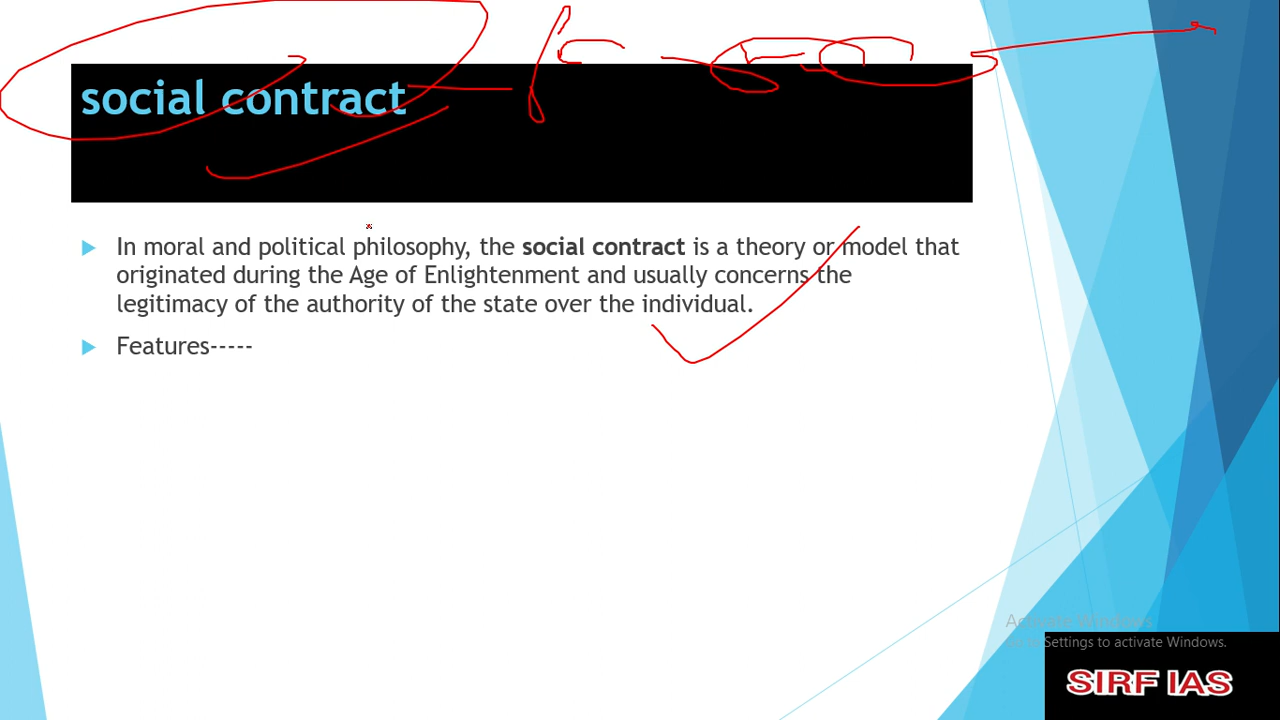 social contract
In moral and political philosophy, the social contract is a theory or model that
originated during the Age of Enlightenment and usually concerns the
legitimacy of the authority of the state over the individual.
Features-----
Activate Windows
Go to Settings to activate Windows.
SIRF IAS